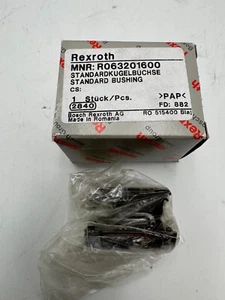 Rexroth
MNR: R063201600
STANDARDKUGELBUCHSE
STANDARD BUSHING
CS:
1 Stück/Pcs. >PAP<
2840 FD: 882
Bosch Rexroth AG RO 515400
Made in Romania